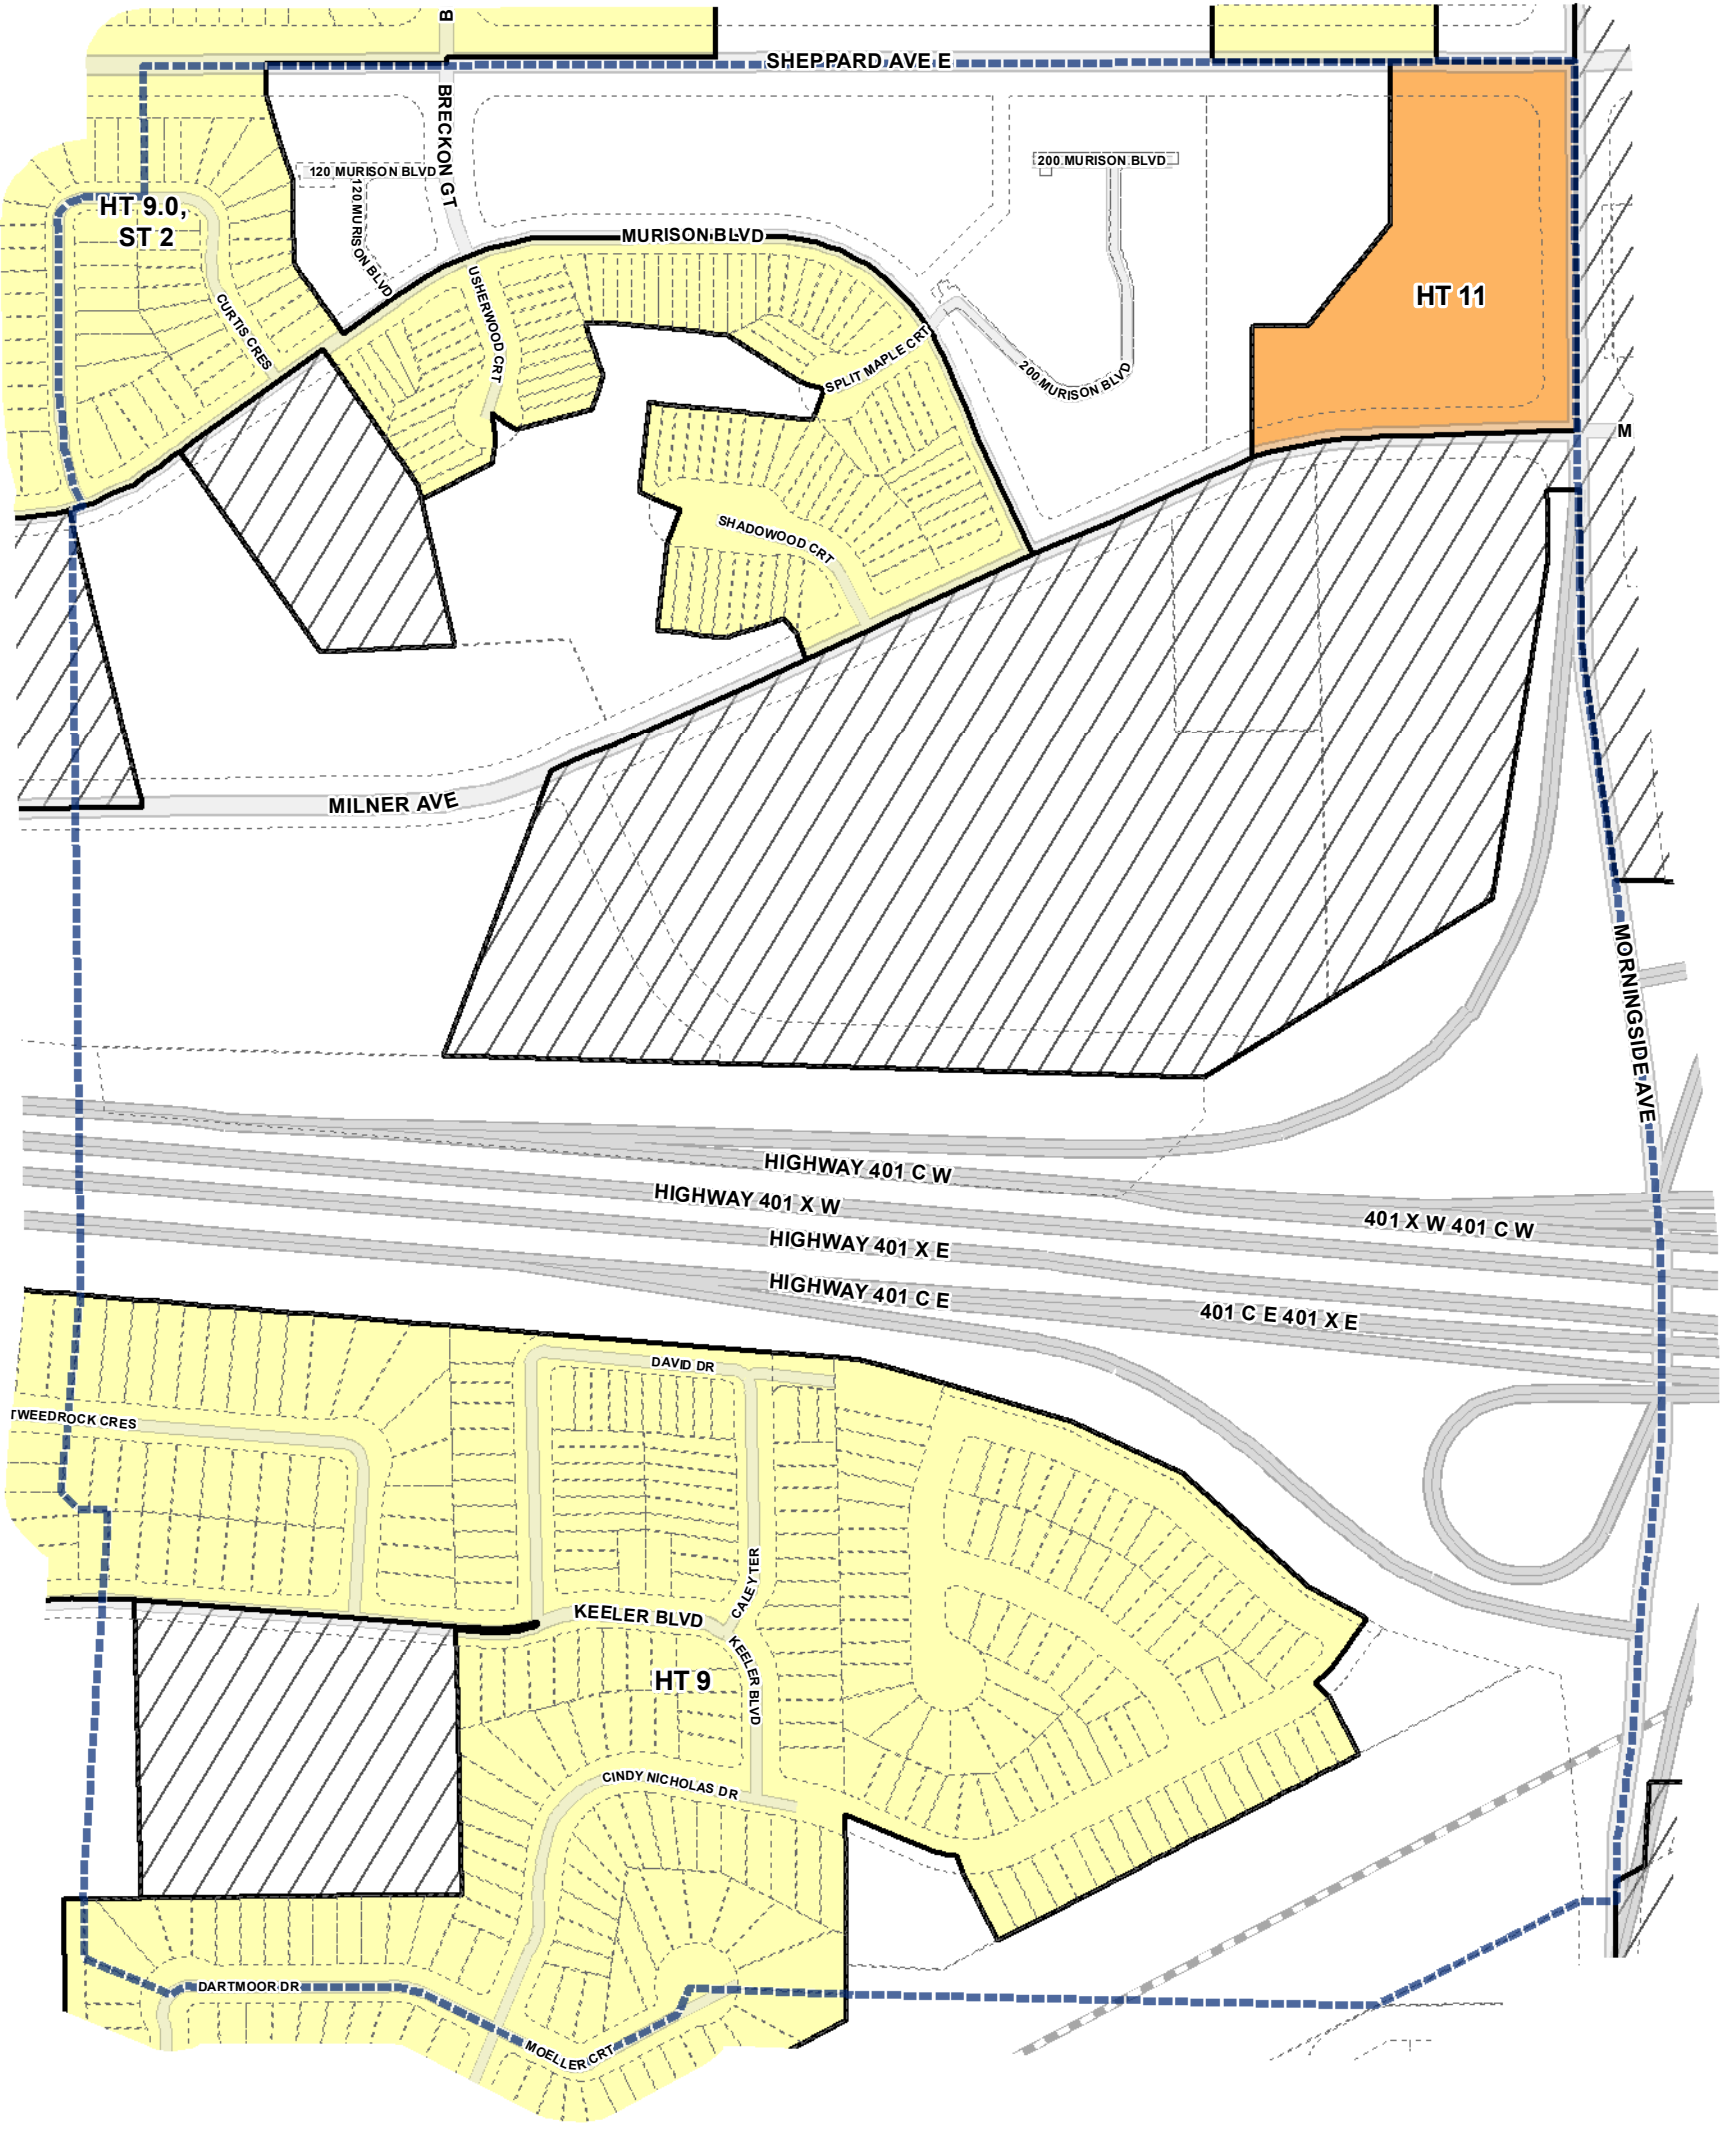 B
SHEPPARD AVE E
BRECKON GT
120 MURISON BLVD
200 MURISON BLVD
120 MURISON BLVD
HT 9.0,
ST 2
MURISON BLVD
HT 11
USHERWOOD CRT
CURTIS CRES
SPLIT MAPLE CRT
200 MURISON BLVD
M
SHADOWOOD CRT
MILNER AVE
MORNINGSIDE AVE
HIGHWAY 401 C W
HIGHWAY 401 X W
401 X W 401 C W
HIGHWAY 401 X E
HIGHWAY 401 C E
401 C E 401 X E
DAVID DR
TWEEDROCK CRES
CALEY TER
KEELER BLVD
KEELER BLVD
HT 9
CINDY NICHOLAS DR
DARTMOOR DR
MOELLER CRT